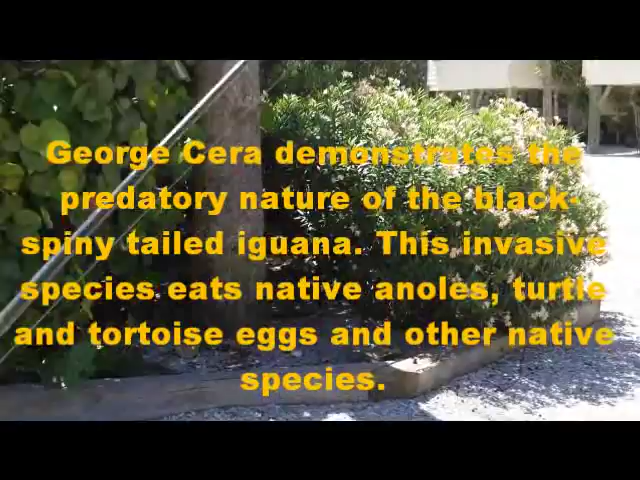 George Cera demonstrates the
predatory nature of the black-
spiny tailed iguana. This invasive
species eats native anoles, turtle
and tortoise eggs and other native
species.